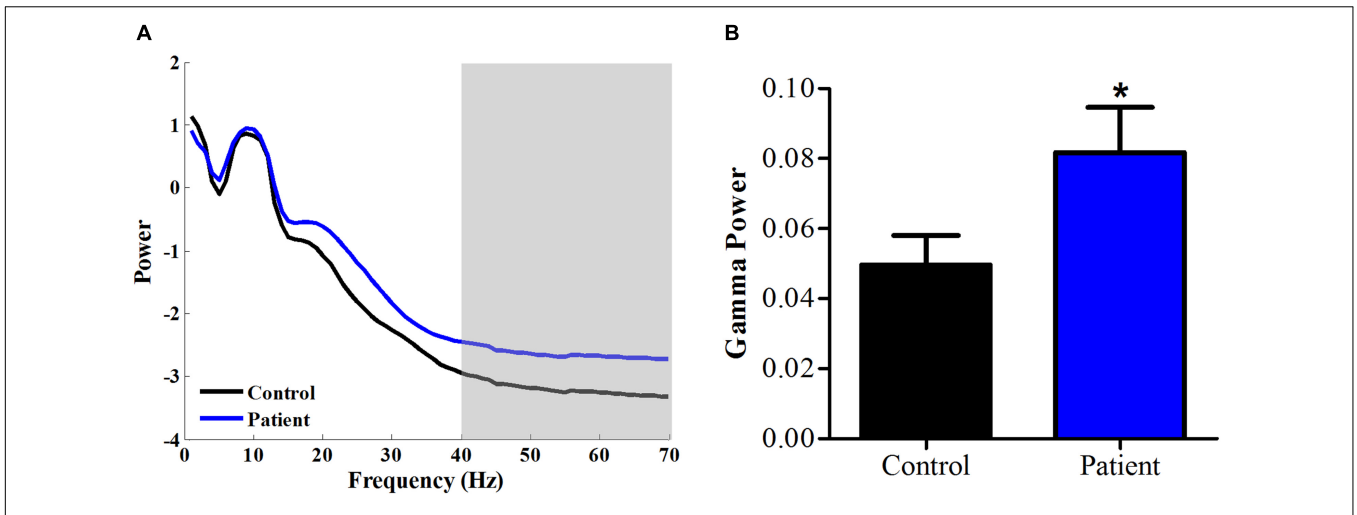 A
2
1
0
-1
-2
-3
-4
Power
Control
Patient
0 10 20 30 40 50 60 70
Frequency (Hz)
B
*
0.10
0.08
0.06
0.04
0.02
0.00
Gamma Power
Control Patient